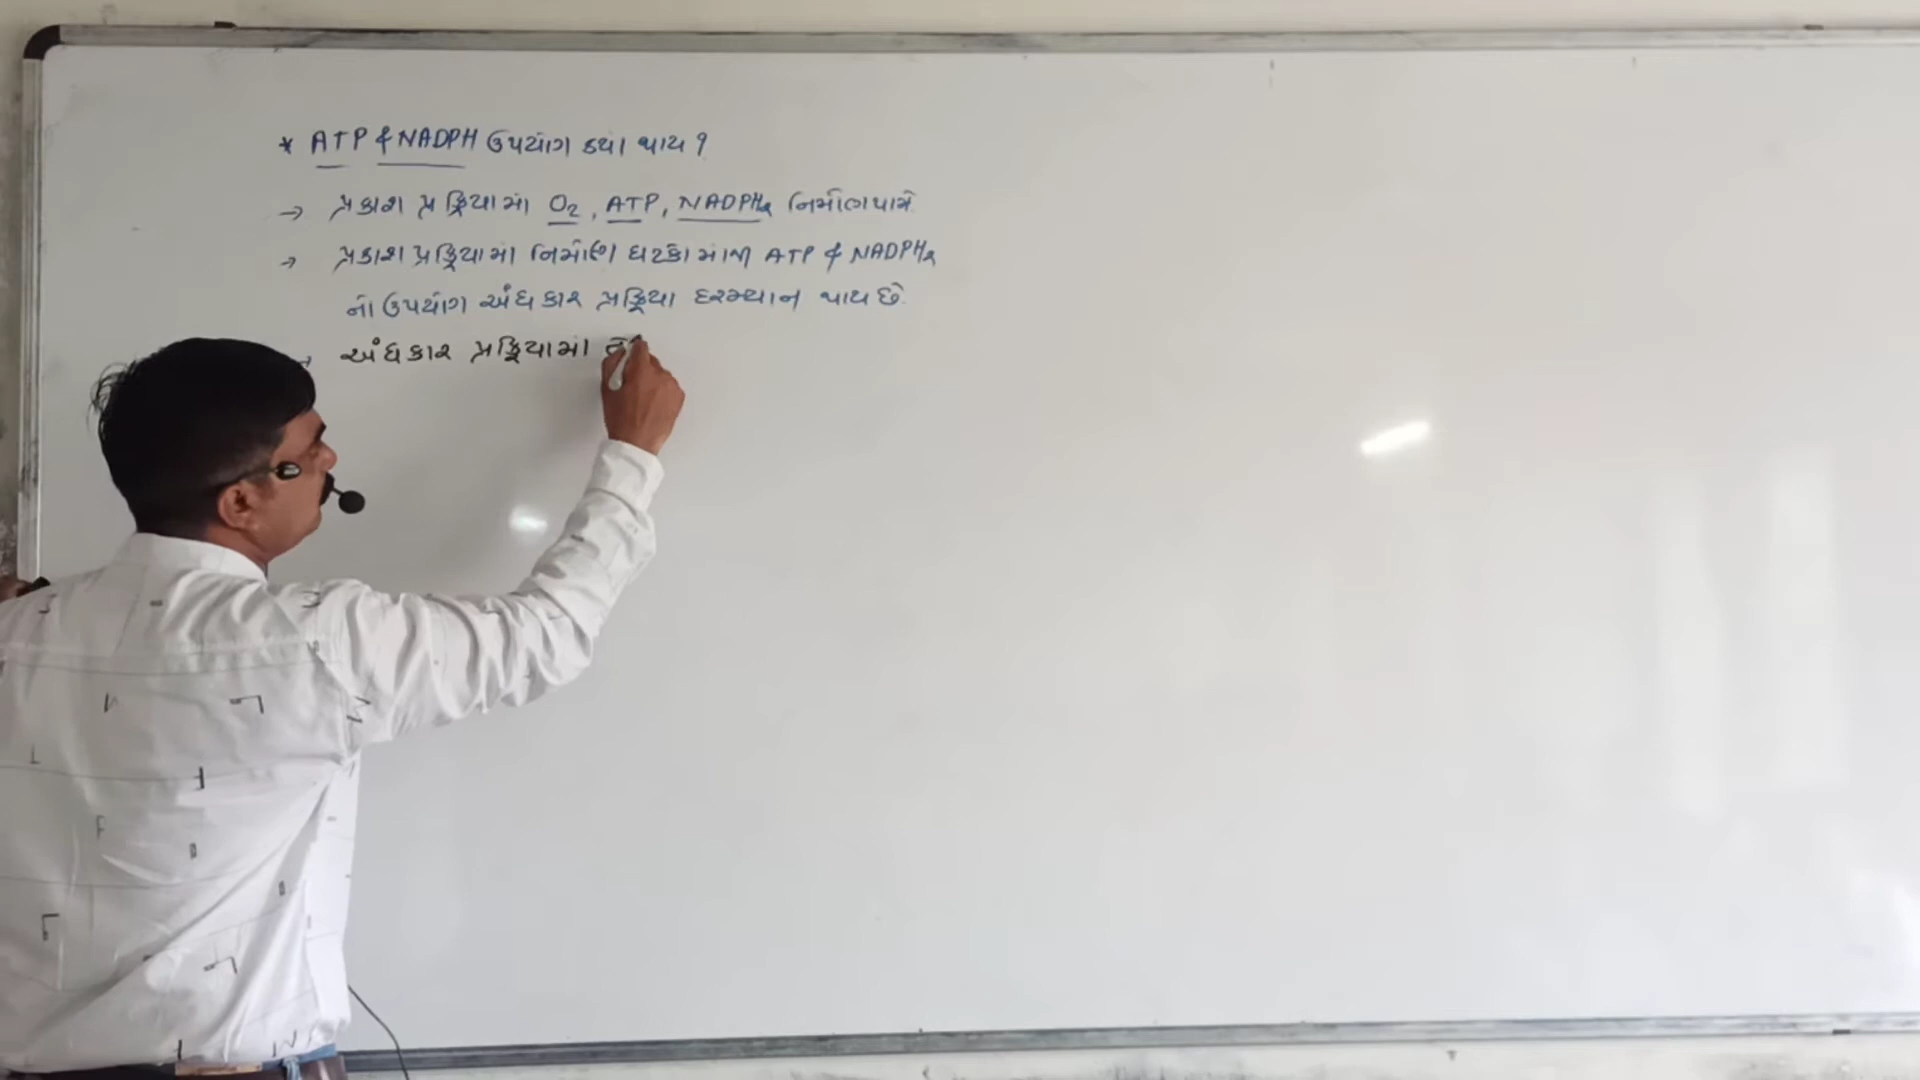 * ATP & NADPH ઉપયોગ કયાં થાય ?
→ પ્રકાશ પ્રક્રિયામાં O₂, ATP, NADPH₂ નિર્માણ પામે
→ પ્રકાશ પ્રક્રિયામાં નિર્માણ ઘટકોમાંથી ATP & NADPH₂
નો ઉપયોગ અંધકાર પ્રક્રિયા દરમ્યાન થાય છે.
→ અંધકાર પ્રક્રિયામાં